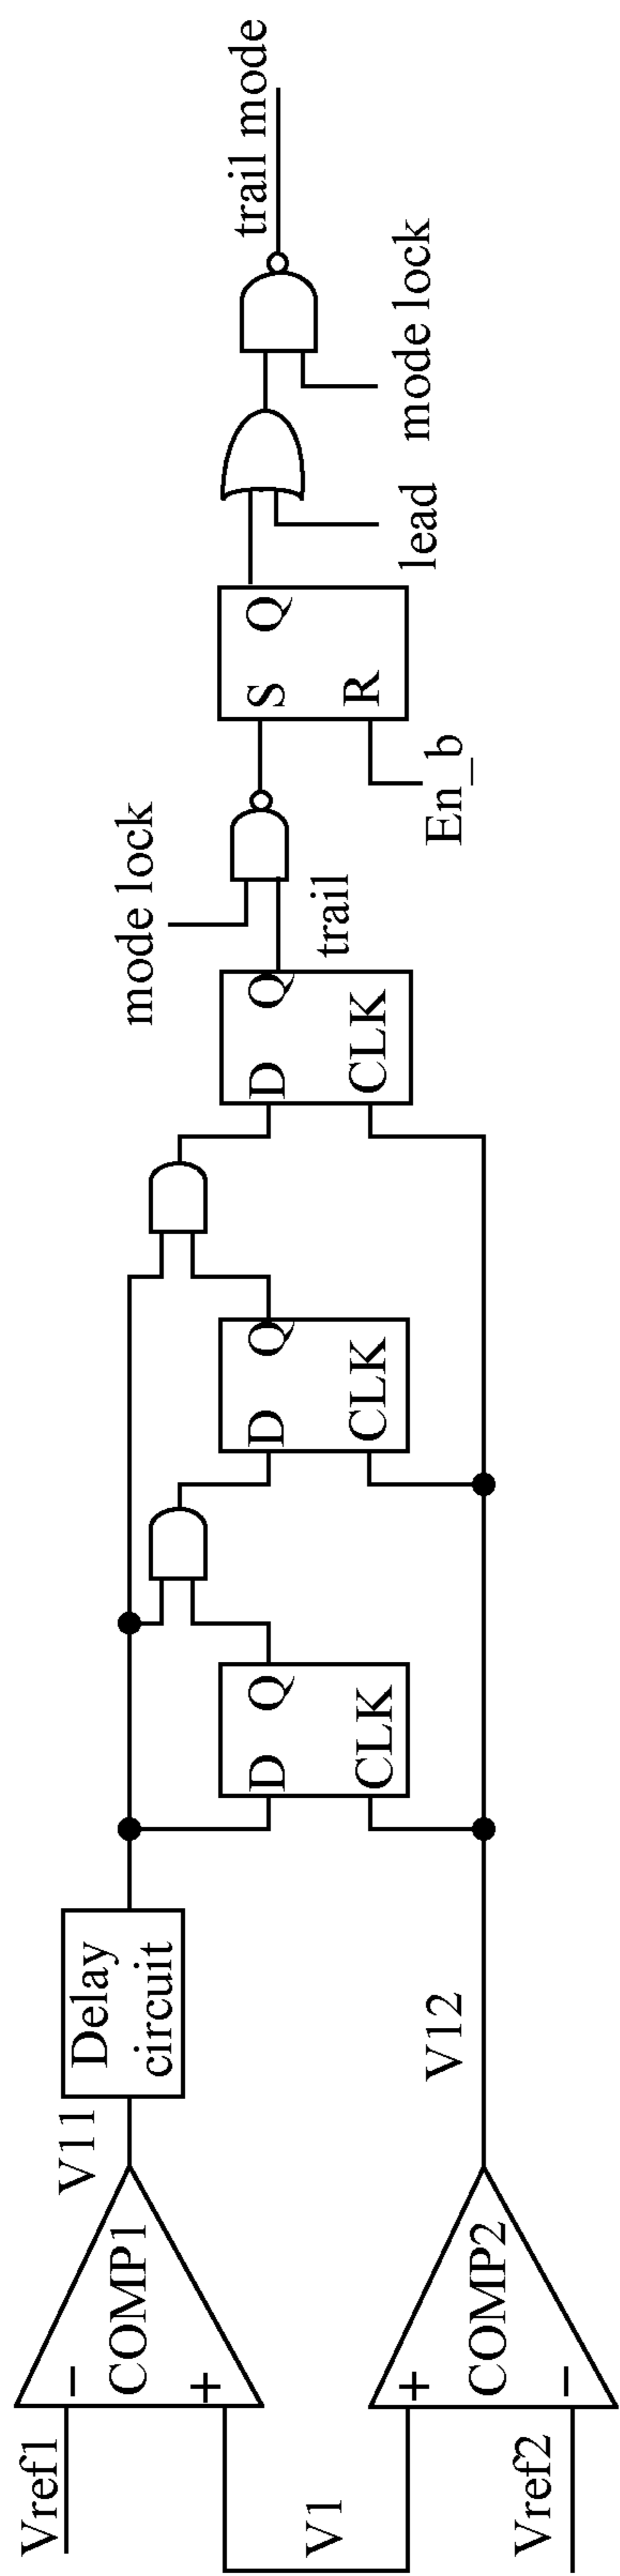 Vref1
−
COMP1
+
V1
+
COMP2
−
Vref2
V11
V12
Delay
circuit
D
Q
CLK
D
Q
CLK
D
Q
CLK
trail
mode lock
S
Q
R
En_b
lead
mode lock
trail mode